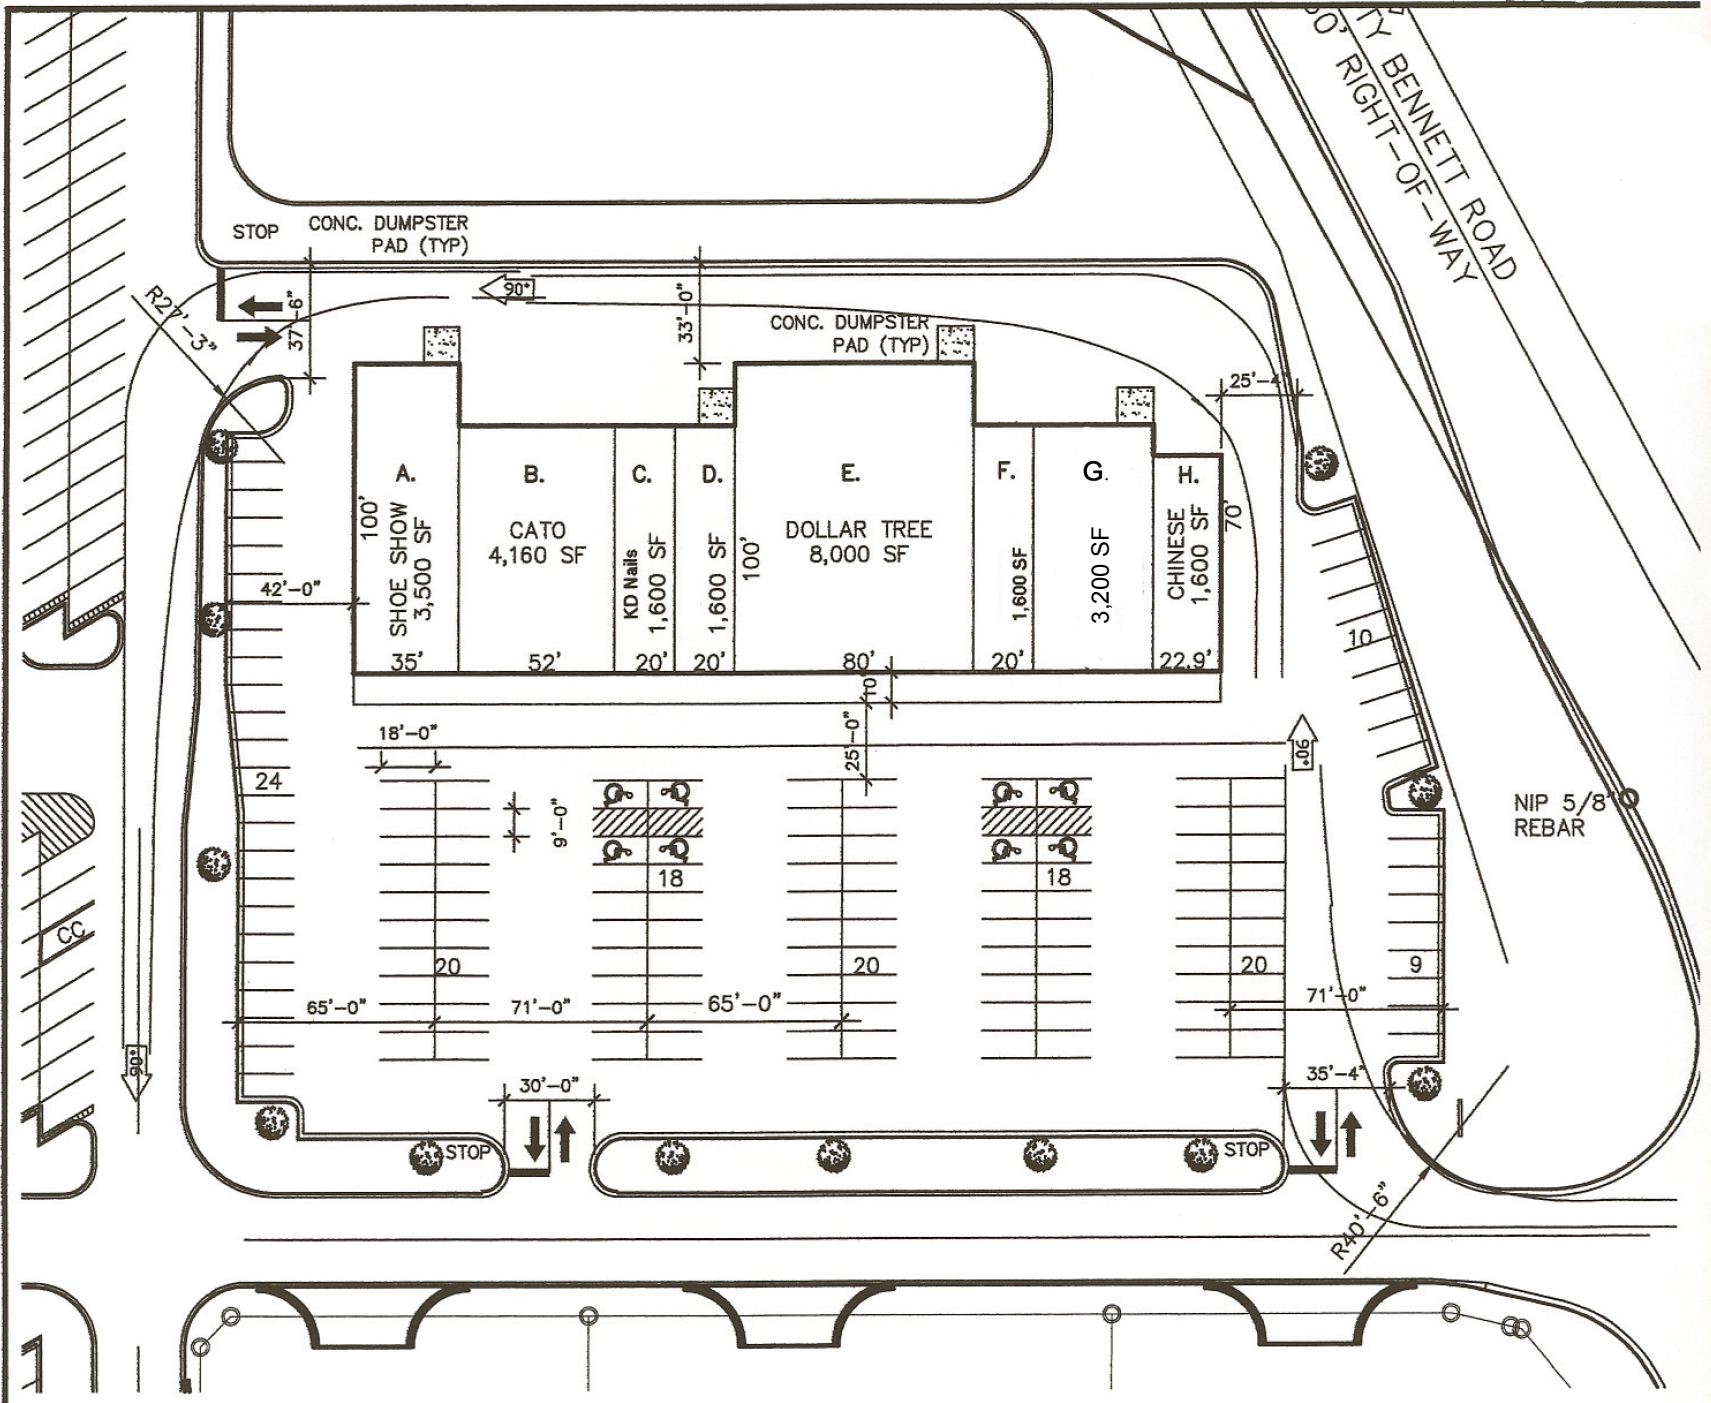 BENNETT ROAD
RIGHT-OF-WAY
STOP
CONC. DUMPSTER
PAD (TYP)
R27'-3"
37'-6"
90°
33'-0"
CONC. DUMPSTER
PAD (TYP)
25'-4"
A.
SHOE SHOW
3,500 SF
100'
35'
B.
CATO
4,160 SF
52'
C.
KD Nails
1,600 SF
20'
D.
1,600 SF
20'
E.
DOLLAR TREE
8,000 SF
100'
80'
F.
1,600 SF
20'
G.
3,200 SF
H.
CHINESE
1,600 SF
70'
22.9'
42'-0"
10
10'
25'-0"
18'-0"
90°
24
9'-0"
18
18
NIP 5/8"
REBAR
CC
20
20
20
9
65'-0"
71'-0"
65'-0"
71'-0"
90°
30'-0"
35'-4"
STOP
STOP
R40'-6"